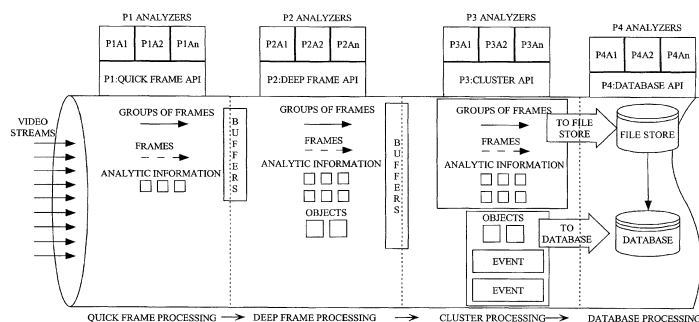 P1 ANALYZERS
P1A1 P1A2 P1An
P1:QUICK FRAME API
P2 ANALYZERS
P2A1 P2A2 P2An
P2:DEEP FRAME API
P3 ANALYZERS
P3A1 P3A2 P3An
P3:CLUSTER API
P4 ANALYZERS
P4A1 P4A2 P4An
P4:DATABASE API
VIDEO
STREAMS
GROUPS OF FRAMES
FRAMES
ANALYTIC INFORMATION
BUFFERS
GROUPS OF FRAMES
FRAMES
ANALYTIC INFORMATION
OBJECTS
BUFFERS
GROUPS OF FRAMES
FRAMES
ANALYTIC INFORMATION
OBJECTS
EVENT
EVENT
TO FILE
STORE
TO
DATABASE
FILE STORE
DATABASE
QUICK FRAME PROCESSING
DEEP FRAME PROCESSING
CLUSTER PROCESSING
DATABASE PROCESSING